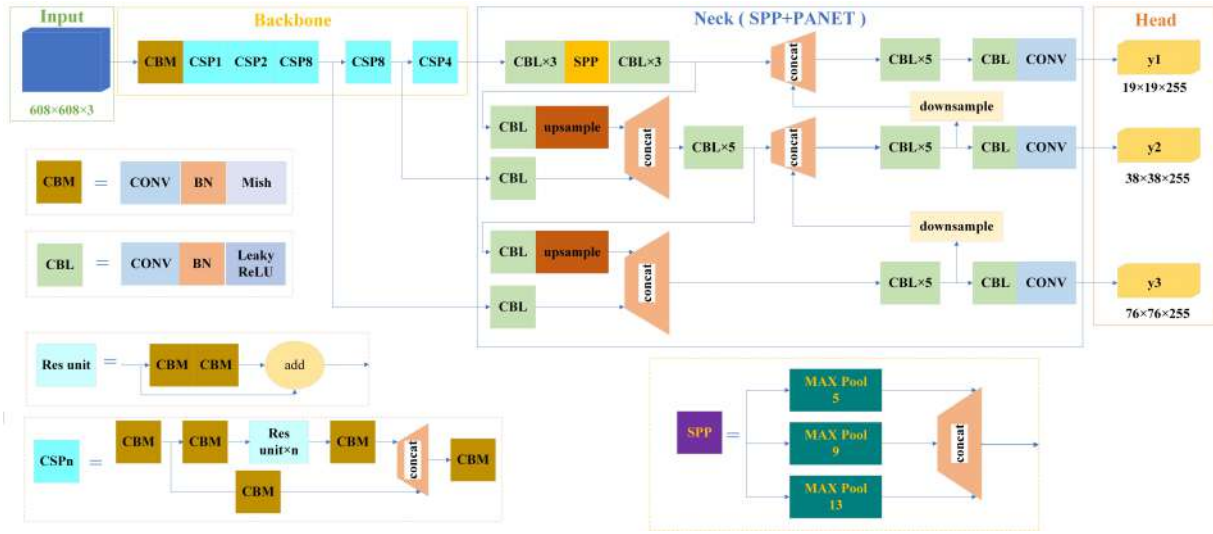 Input
Backbone
Neck ( SPP+PANET )
Head
CBM CSP1 CSP2 CSP8
CSP8
CSP4
CBL×3 SPP CBL×3
concat
CBL×5
CBL CONV
y1
608×608×3
19×19×255
downsample
CBL upsample
concat
CBL×5
concat
CBL×5
CBL CONV
y2
CBL
38×38×255
CBM = CONV BN Mish
downsample
CBL upsample
CBL = CONV BN Leaky
ReLU
concat
CBL×5
CBL CONV
y3
CBL
76×76×255
Res unit = CBM CBM add
MAX Pool
5
SPP =
MAX Pool
9
concat
MAX Pool
13
CSPn = CBM CBM Res
unit×n
CBM
concat
CBM
CBM